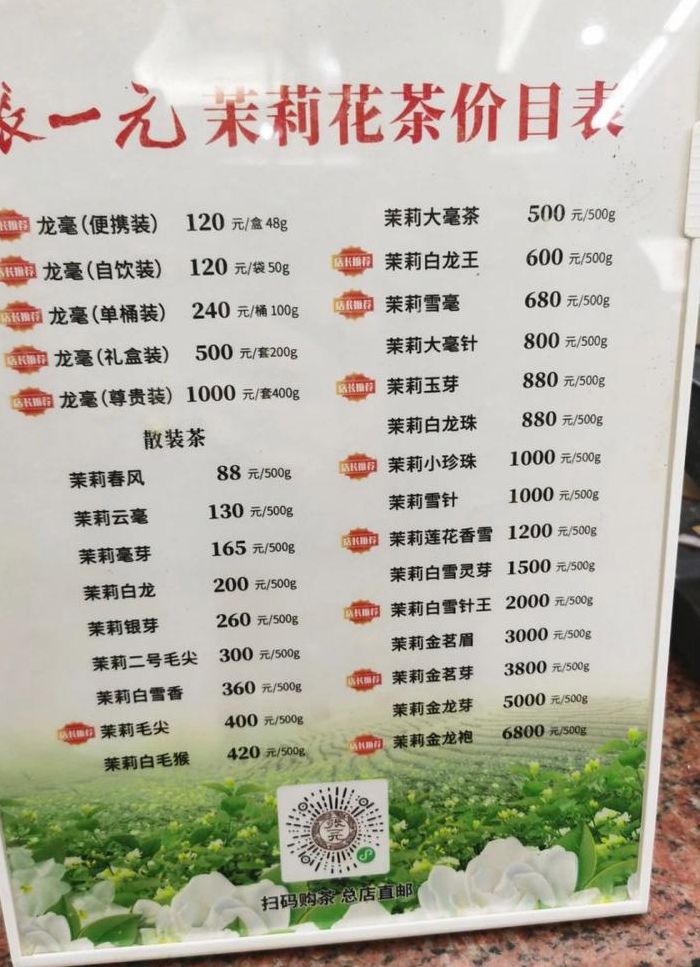 张一元 茉莉花茶价目表
店长推荐 龙毫(便携装) 120 元/盒 48g
店长推荐 龙毫(自饮装) 120 元/袋 50g
店长推荐 龙毫(单桶装) 240 元/桶 100g
店长推荐 龙毫(礼盒装) 500 元/套200g
店长推荐 龙毫(尊贵装) 1000 元/套400g
散装茶
茉莉春风 88 元/500g
茉莉云毫 130 元/500g
茉莉毫芽 165 元/500g
茉莉白龙 200 元/500g
茉莉银芽 260 元/500g
茉莉二号毛尖 300 元/500g
茉莉白雪香 360 元/500g
店长推荐 茉莉毛尖 400 元/500g
茉莉白毛猴 420 元/500g
茉莉大毫茶 500 元/500g
店长推荐 茉莉白龙王 600 元/500g
店长推荐 茉莉雪毫 680 元/500g
茉莉大毫针 800 元/500g
店长推荐 茉莉玉芽 880 元/500g
茉莉白龙珠 880 元/500g
店长推荐 茉莉小珍珠 1000 元/500g
茉莉雪针 1000 元/500g
店长推荐 茉莉莲花香雪 1200 元/500g
茉莉白雪灵芽 1500 元/500g
店长推荐 茉莉白雪针王 2000 元/500g
茉莉金茗眉 3000 元/500g
店长推荐 茉莉金茗芽 3800 元/500g
茉莉金龙芽 5000 元/500g
店长推荐 茉莉金龙袍 6800 元/500g
扫码购茶 总店直邮